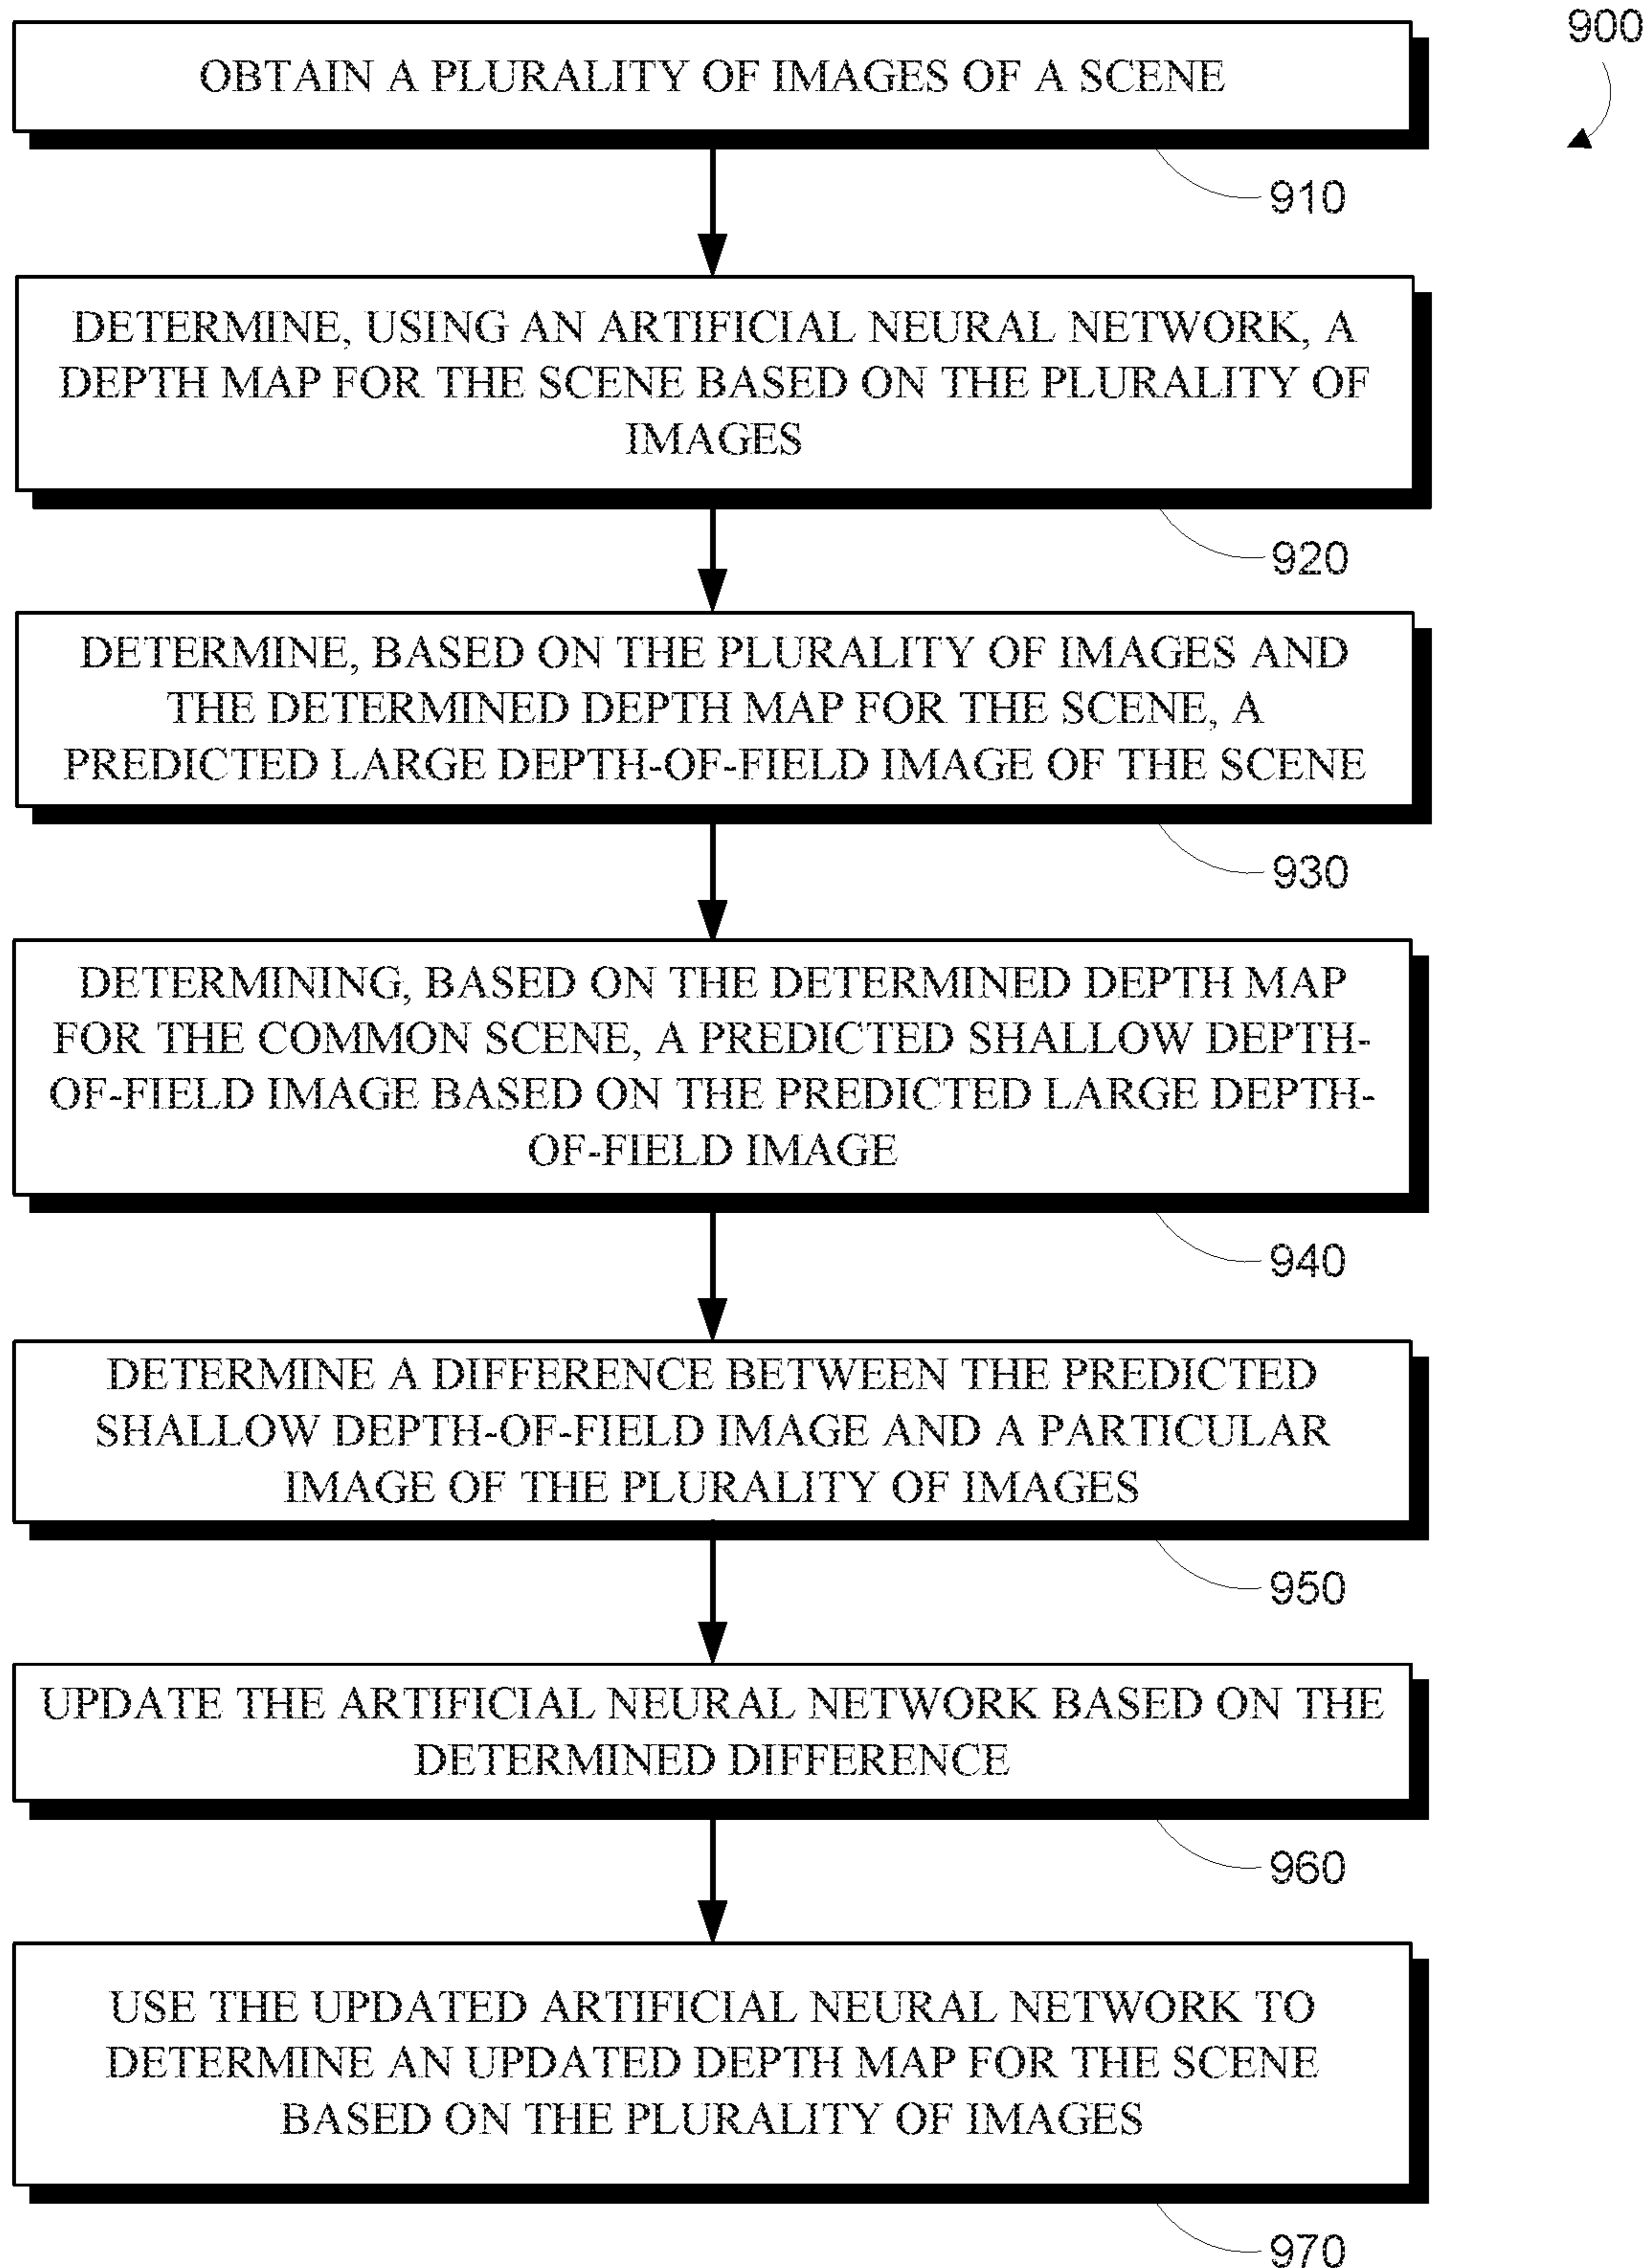 900
OBTAIN A PLURALITY OF IMAGES OF A SCENE
910
DETERMINE, USING AN ARTIFICIAL NEURAL NETWORK, A
DEPTH MAP FOR THE SCENE BASED ON THE PLURALITY OF
IMAGES
920
DETERMINE, BASED ON THE PLURALITY OF IMAGES AND
THE DETERMINED DEPTH MAP FOR THE SCENE, A
PREDICTED LARGE DEPTH-OF-FIELD IMAGE OF THE SCENE
930
DETERMINING, BASED ON THE DETERMINED DEPTH MAP
FOR THE COMMON SCENE, A PREDICTED SHALLOW DEPTH-
OF-FIELD IMAGE BASED ON THE PREDICTED LARGE DEPTH-
OF-FIELD IMAGE
940
DETERMINE A DIFFERENCE BETWEEN THE PREDICTED
SHALLOW DEPTH-OF-FIELD IMAGE AND A PARTICULAR
IMAGE OF THE PLURALITY OF IMAGES
950
UPDATE THE ARTIFICIAL NEURAL NETWORK BASED ON THE
DETERMINED DIFFERENCE
960
USE THE UPDATED ARTIFICIAL NEURAL NETWORK TO
DETERMINE AN UPDATED DEPTH MAP FOR THE SCENE
BASED ON THE PLURALITY OF IMAGES
970